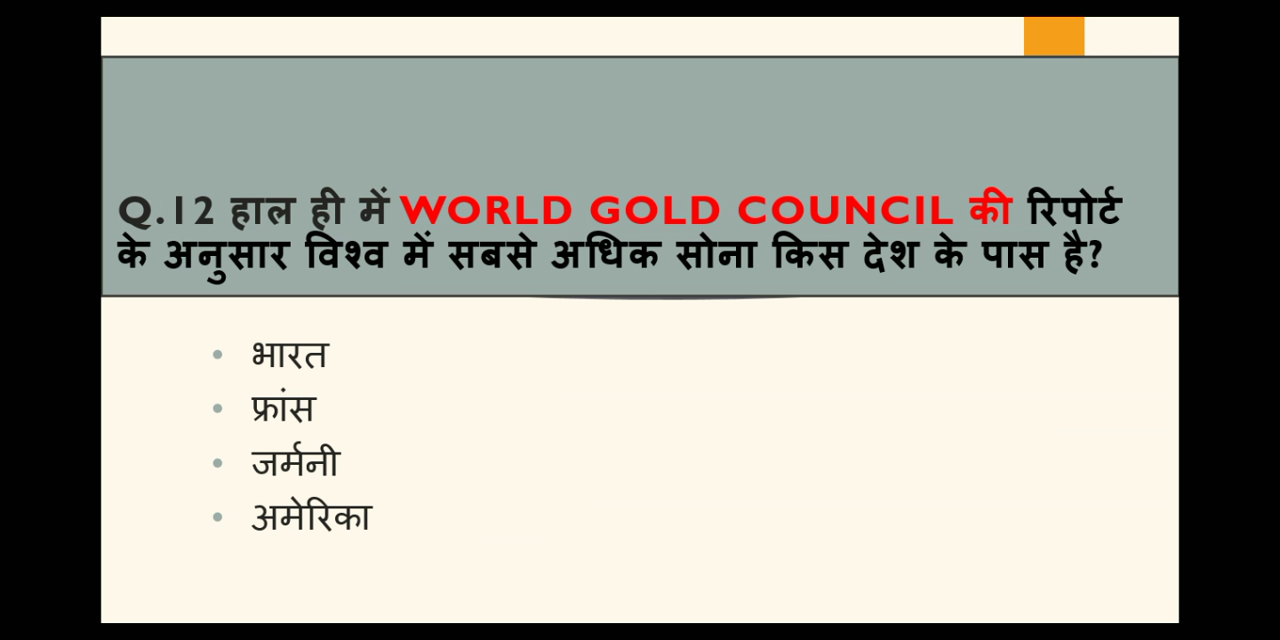 Q.12 हाल ही में WORLD GOLD COUNCIL की रिपोर्ट
के अनुसार विश्व में सबसे अधिक सोना किस देश के पास है?
• भारत
• फ्रांस
• जर्मनी
• अमेरिका